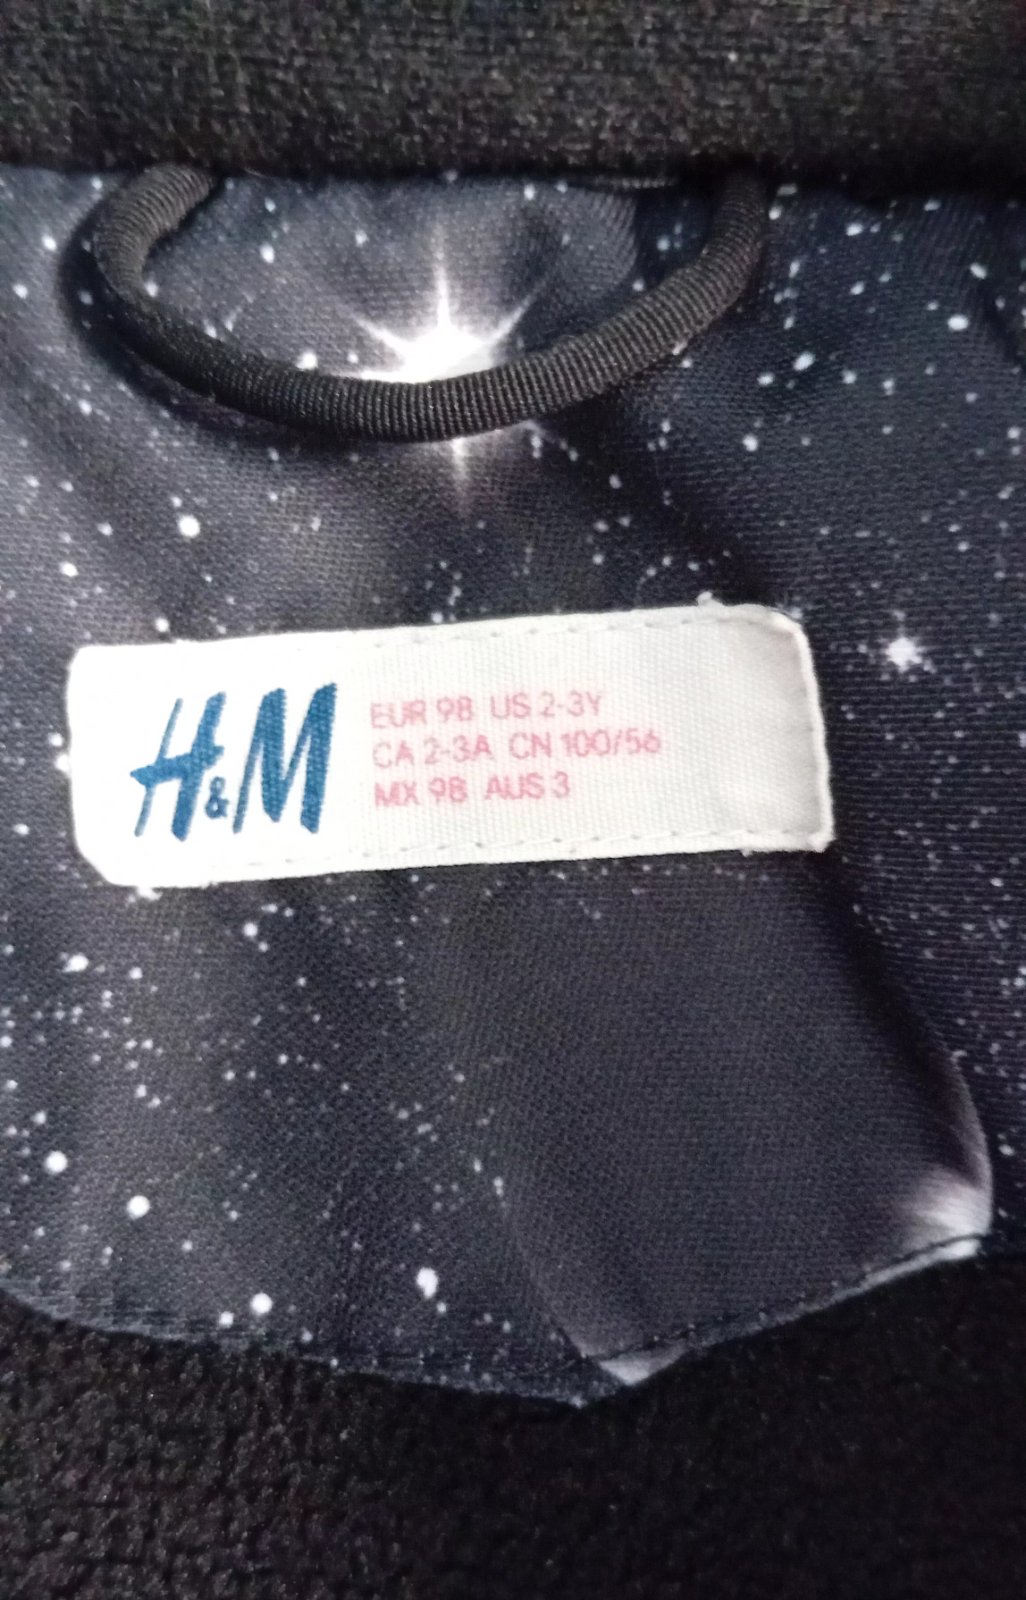 H&M
EUR 98 US 2-3Y
CA 2-3A CN 100/56
MX 98 AUS 3